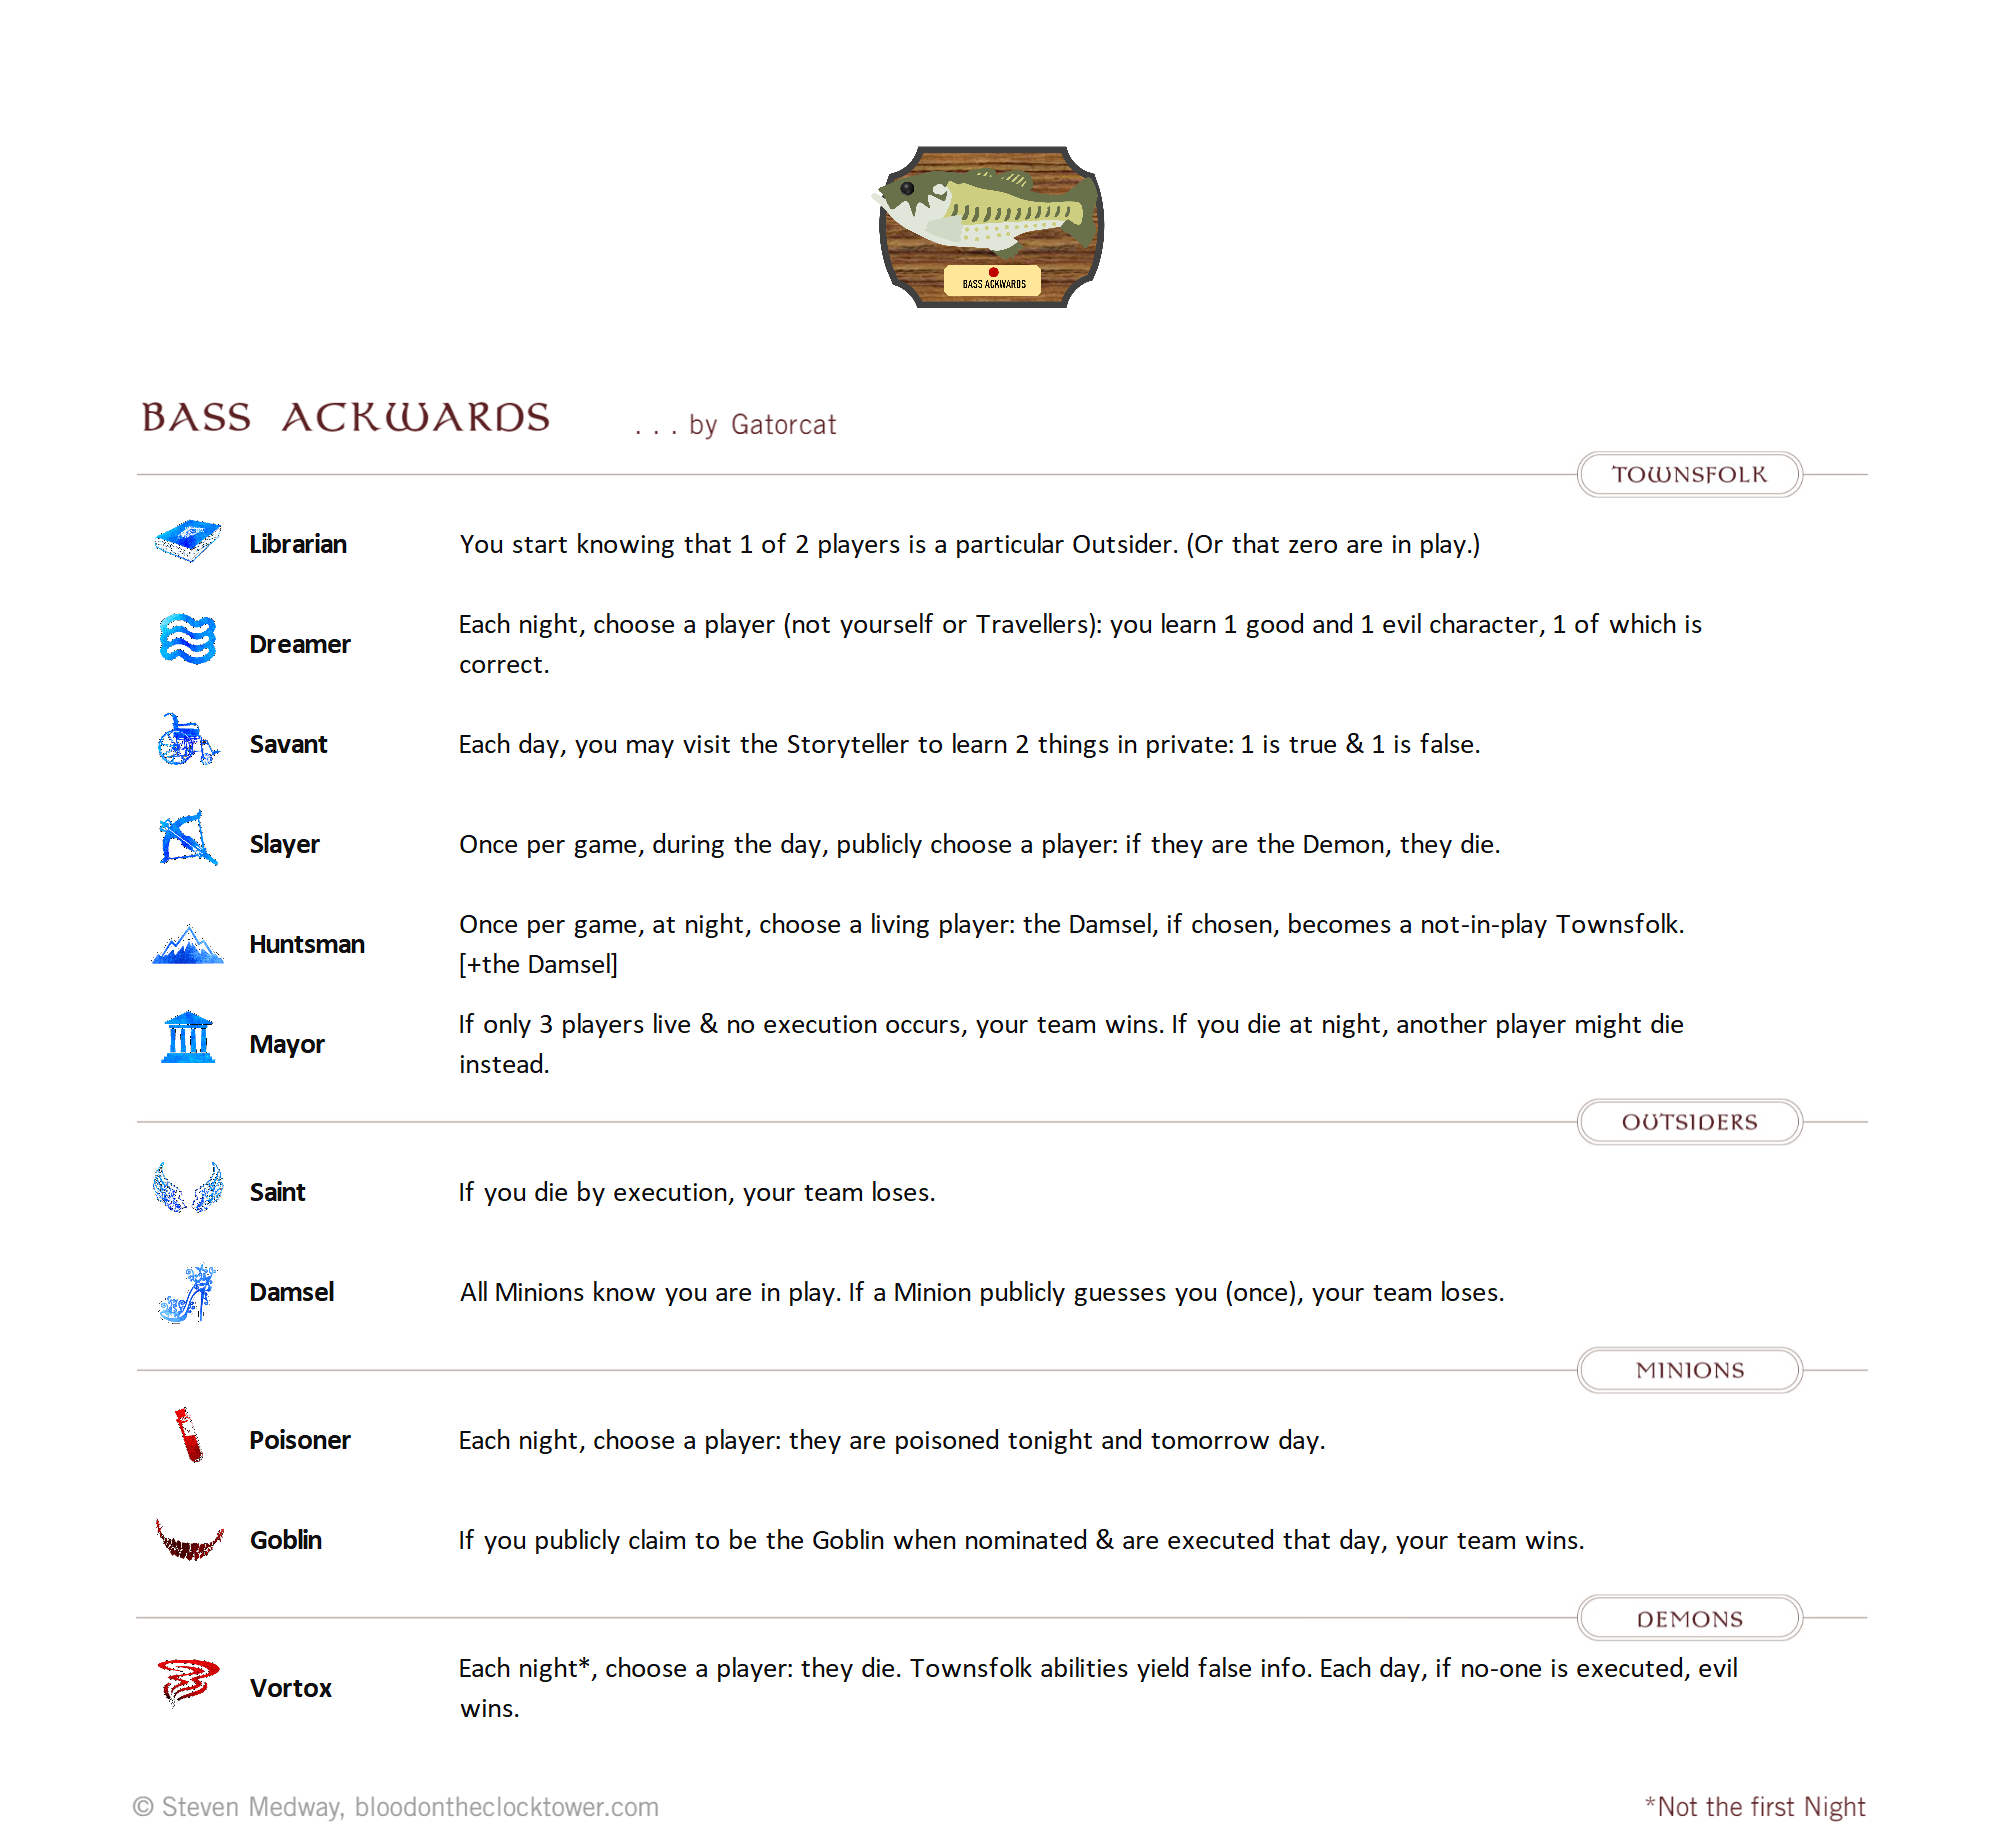 BASS ACKWARDS
BASS ACKWARDS . . . by Gatorcat
TOWNSFOLK
Librarian You start knowing that 1 of 2 players is a particular Outsider. (Or that zero are in play.)
Dreamer Each night, choose a player (not yourself or Travellers): you learn 1 good and 1 evil character, 1 of which is
correct.
Savant Each day, you may visit the Storyteller to learn 2 things in private: 1 is true & 1 is false.
Slayer Once per game, during the day, publicly choose a player: if they are the Demon, they die.
Huntsman Once per game, at night, choose a living player: the Damsel, if chosen, becomes a not-in-play Townsfolk.
[+the Damsel]
Mayor If only 3 players live & no execution occurs, your team wins. If you die at night, another player might die
instead.
OUTSIDERS
Saint If you die by execution, your team loses.
Damsel All Minions know you are in play. If a Minion publicly guesses you (once), your team loses.
MINIONS
Poisoner Each night, choose a player: they are poisoned tonight and tomorrow day.
Goblin If you publicly claim to be the Goblin when nominated & are executed that day, your team wins.
DEMONS
Vortox Each night*, choose a player: they die. Townsfolk abilities yield false info. Each day, if no-one is executed, evil
wins.
© Steven Medway, bloodontheclocktower.com *Not the first Night